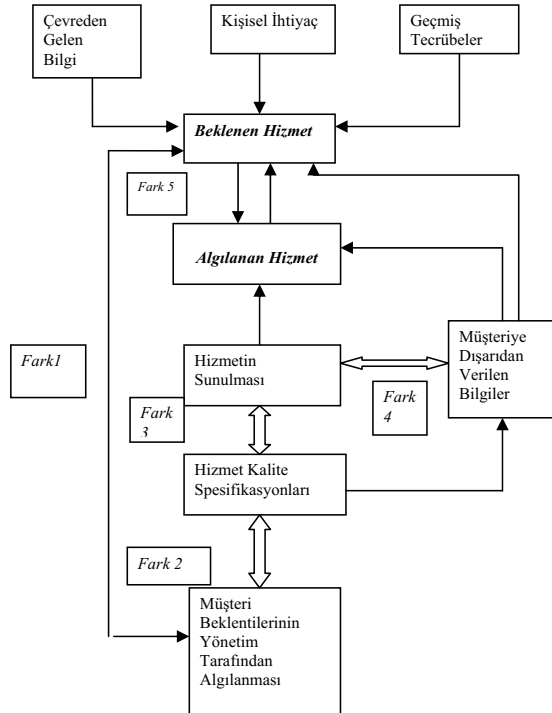 Çevreden
Gelen
Bilgi
Kişisel İhtiyaç
Geçmiş
Tecrübeler
Beklenen Hizmet
Fark 5
Algılanan Hizmet
Fark1
Hizmetin
Sunulması
Müşteriye
Dışarıdan
Verilen
Bilgiler
Fark
3
Fark
4
Hizmet Kalite
Spesifikasyonları
Fark 2
Müşteri
Beklentilerinin
Yönetim
Tarafından
Algılanması